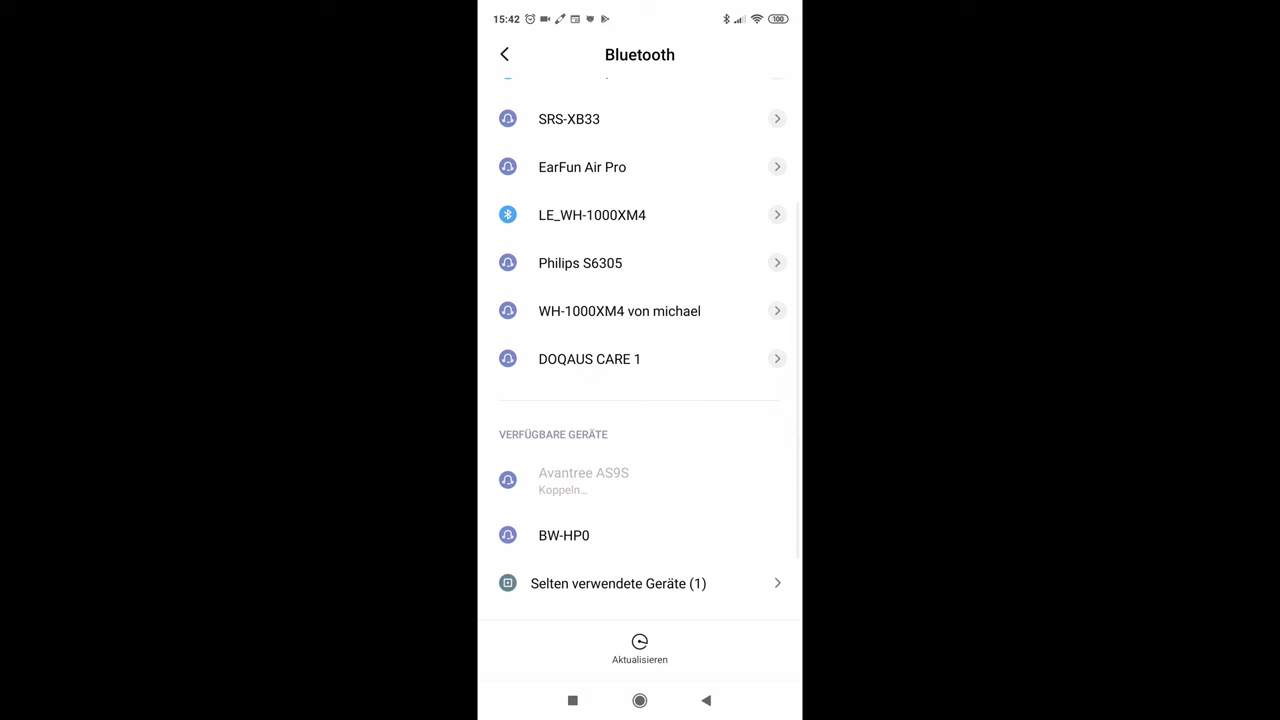 15:42
100
Bluetooth
SRS-XB33
EarFun Air Pro
LE_WH-1000XM4
Philips S6305
WH-1000XM4 von michael
DOQAUS CARE 1
VERFÜGBARE GERÄTE
Avantree AS9S
Koppeln...
BW-HP0
Selten verwendete Geräte (1)
Aktualisieren